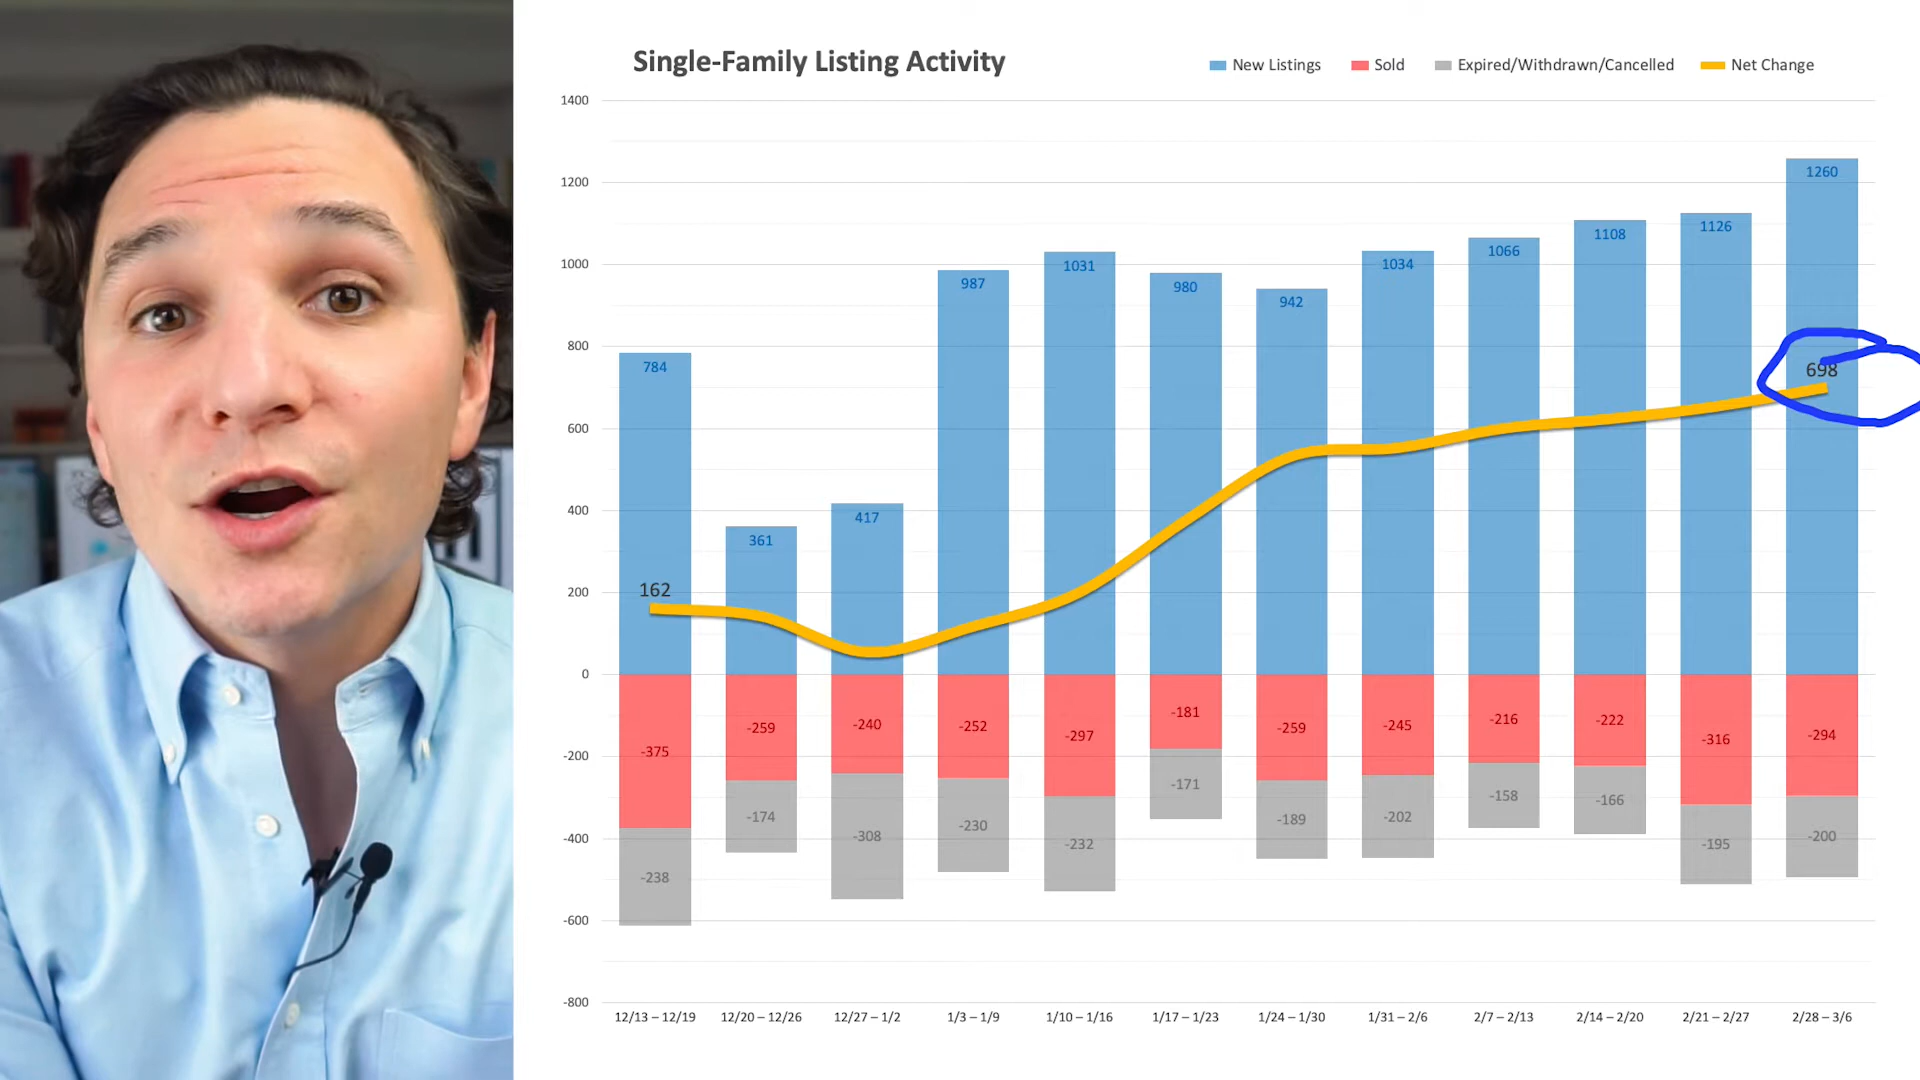 Single-Family Listing Activity
New Listings Sold Expired/Withdrawn/Cancelled Net Change
1400
1200
1000
800
600
400
200
0
-200
-400
-600
-800
784 361 417 987 1031 980 942 1034 1066 1108 1126 1260
162 698
-375 -259 -240 -252 -297 -181 -259 -245 -216 -222 -316 -294
-238 -174 -308 -230 -232 -171 -189 -202 -158 -166 -195 -200
12/13 – 12/19 12/20 – 12/26 12/27 – 1/2 1/3 – 1/9 1/10 – 1/16 1/17 – 1/23 1/24 – 1/30 1/31 – 2/6 2/7 – 2/13 2/14 – 2/20 2/21 – 2/27 2/28 – 3/6